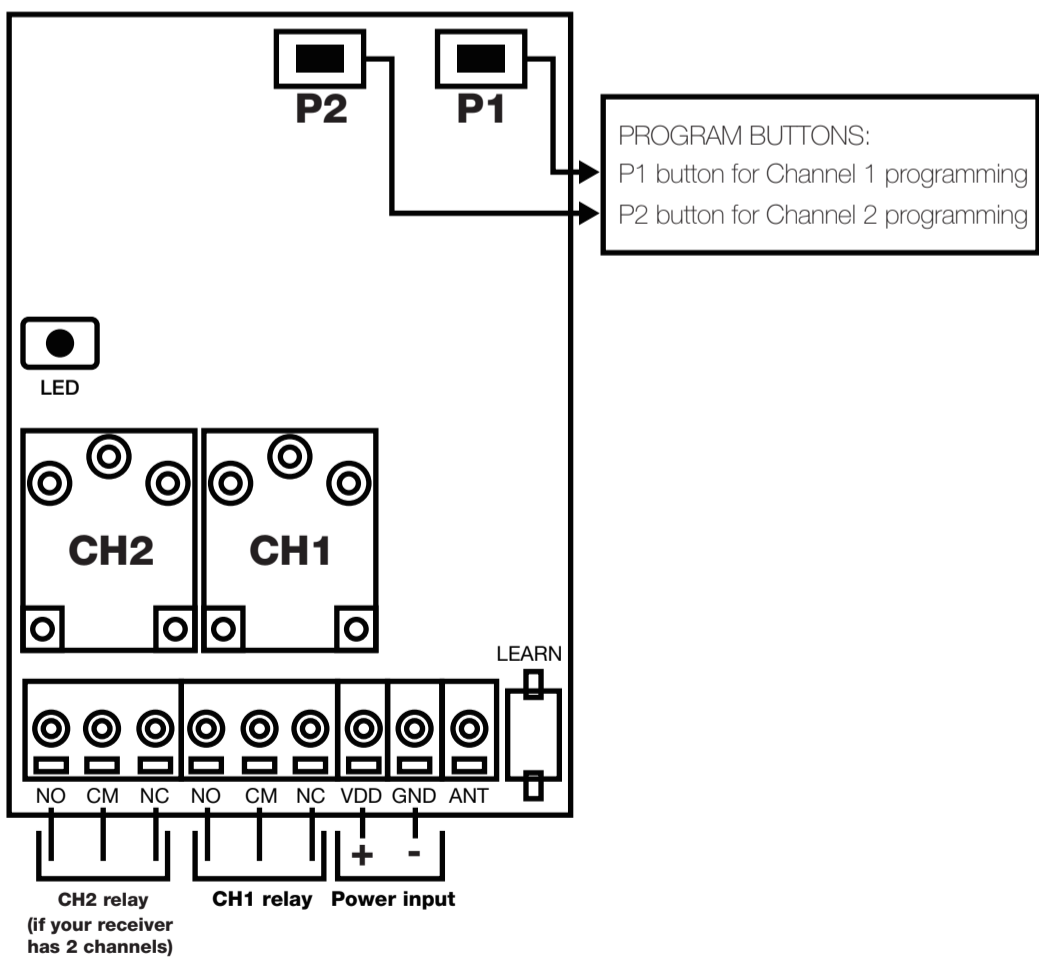 P2
P1
PROGRAM BUTTONS:
P1 button for Channel 1 programming
P2 button for Channel 2 programming
LED
CH2
CH1
LEARN
NO CM NC NO CM NC VDD GND ANT
+ -
CH2 relay
(if your receiver
has 2 channels)
CH1 relay
Power input